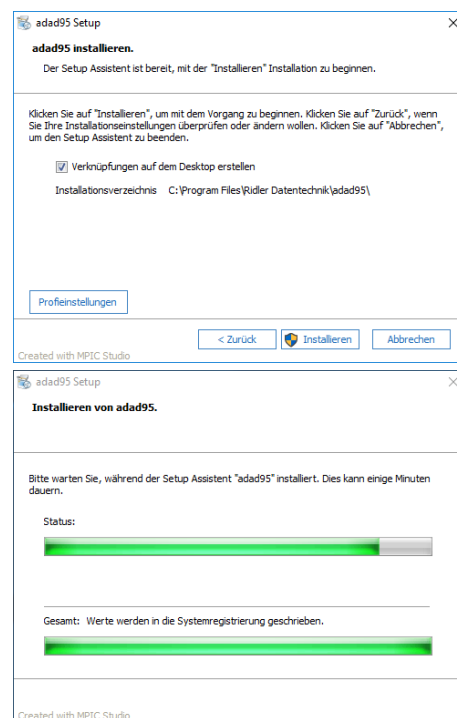 adad95 Setup
adad95 installieren.
Der Setup Assistent ist bereit, mit der "Installieren" Installation zu beginnen.
Klicken Sie auf "Installieren", um mit dem Vorgang zu beginnen. Klicken Sie auf "Zurück", wenn
Sie Ihre Installationseinstellungen überprüfen oder ändern wollen. Klicken Sie auf "Abbrechen",
um den Setup Assistent zu beenden.
Verknüpfungen auf dem Desktop erstellen
Installationsverzeichnis C:\Program Files\Ridler Datentechnik\adad95\
Profieinstellungen
< Zurück Installieren Abbrechen
Created with MPIC Studio
adad95 Setup
Installieren von adad95.
Bitte warten Sie, während der Setup Assistent "adad95" installiert. Dies kann einige Minuten
dauern.
Status:
Gesamt: Werte werden in die Systemregistrierung geschrieben.
Created with MPIC Studio